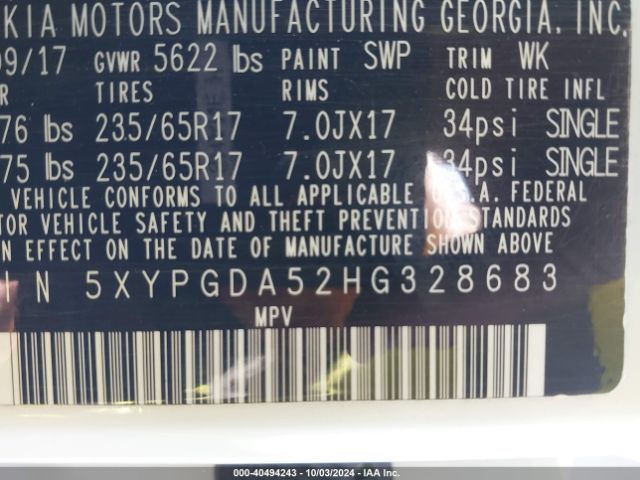 KIA MOTORS MANUFACTURING GEORGIA, INC.
09/17 GVWR 5622 lbs PAINT SWP TRIM WK
R TIRES RIMS COLD TIRE INFL
76 lbs 235/65R17 7.0JX17 34psi SINGLE
75 lbs 235/65R17 7.0JX17 34psi SINGLE
VEHICLE CONFORMS TO ALL APPLICABLE U.S.A. FEDERAL
TOR VEHICLE SAFETY AND THEFT PREVENTION STANDARDS
IN EFFECT ON THE DATE OF MANUFACTURE SHOWN ABOVE
IN 5XYPGDA52HG328683
MPV
000-40494243 - 10/03/2024 - IAA Inc.